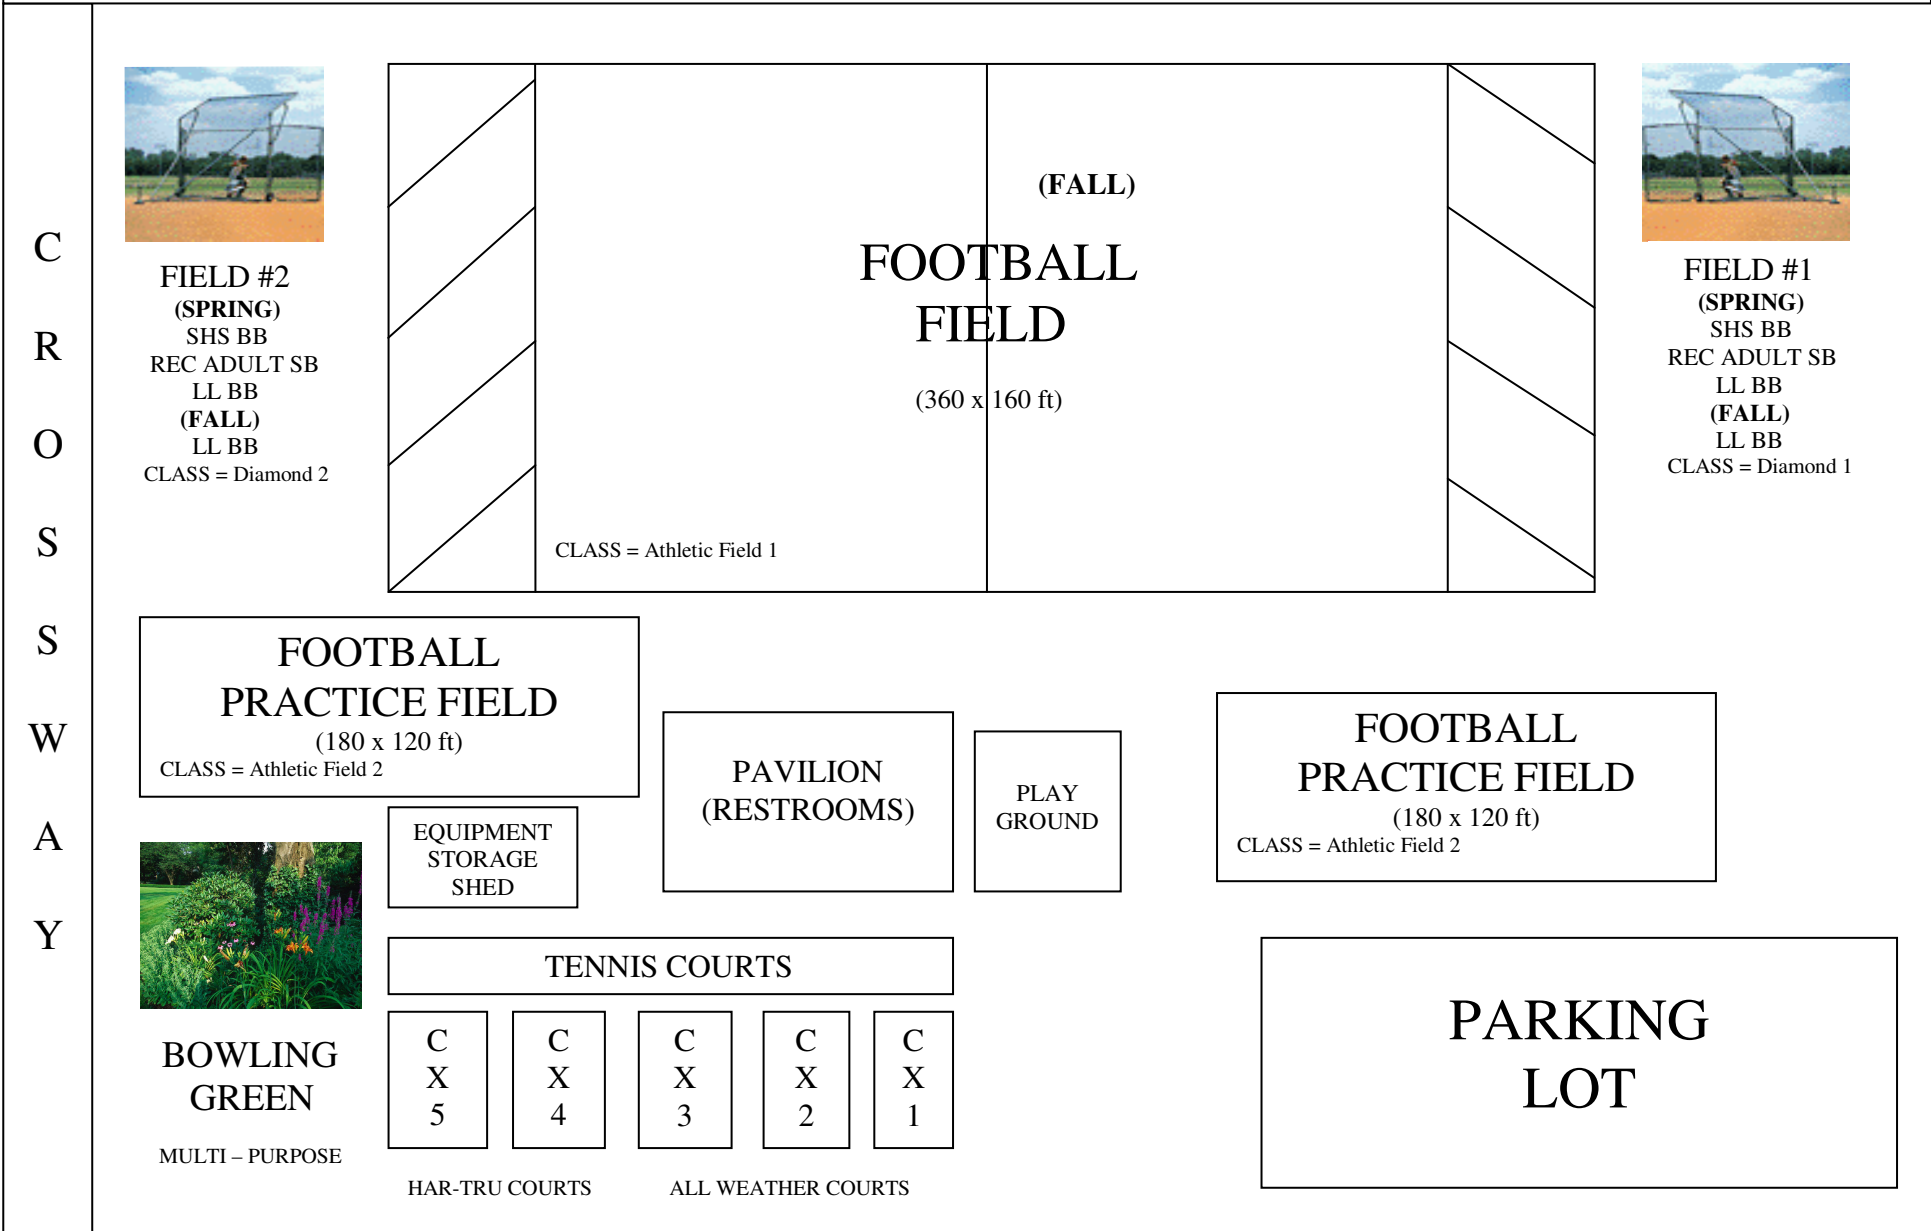 C
R
O
S
S
W
A
Y
FIELD #2
(SPRING)
SHS BB
REC ADULT SB
LL BB
(FALL)
LL BB
CLASS = Diamond 2
(FALL)
FOOTBALL
FIELD
(360 x 160 ft)
CLASS = Athletic Field 1
FIELD #1
(SPRING)
SHS BB
REC ADULT SB
LL BB
(FALL)
LL BB
CLASS = Diamond 1
FOOTBALL
PRACTICE FIELD
(180 x 120 ft)
CLASS = Athletic Field 2
PAVILION
(RESTROOMS)
PLAY
GROUND
FOOTBALL
PRACTICE FIELD
(180 x 120 ft)
CLASS = Athletic Field 2
EQUIPMENT
STORAGE
SHED
BOWLING
GREEN
MULTI – PURPOSE
TENNIS COURTS
C
X
5
C
X
4
C
X
3
C
X
2
C
X
1
HAR-TRU COURTS
ALL WEATHER COURTS
PARKING
LOT